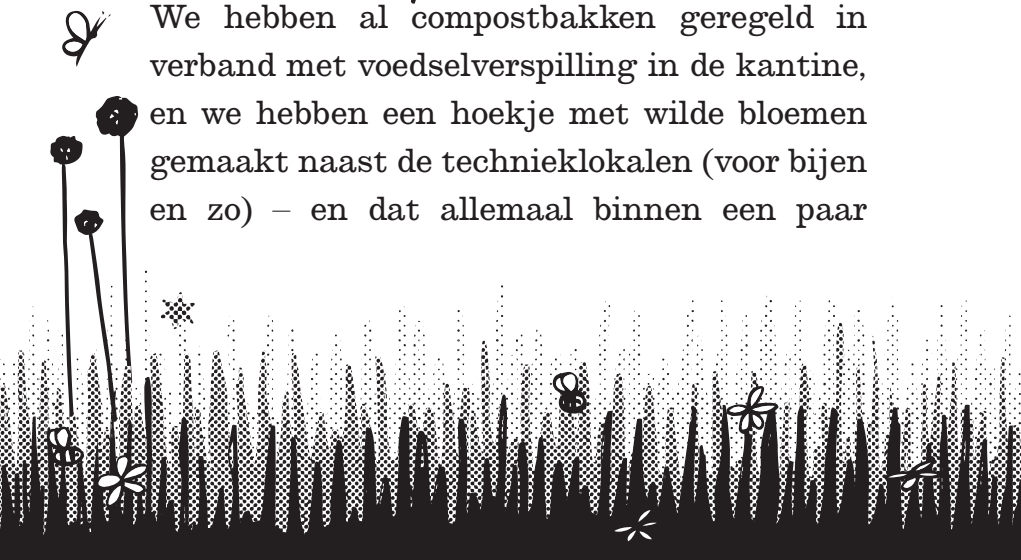 We hebben al compostbakken geregeld in
verband met voedselverspilling in de kantine,
en we hebben een hoekje met wilde bloemen
gemaakt naast de technieklokalen (voor bijen
en zo) – en dat allemaal binnen een paar